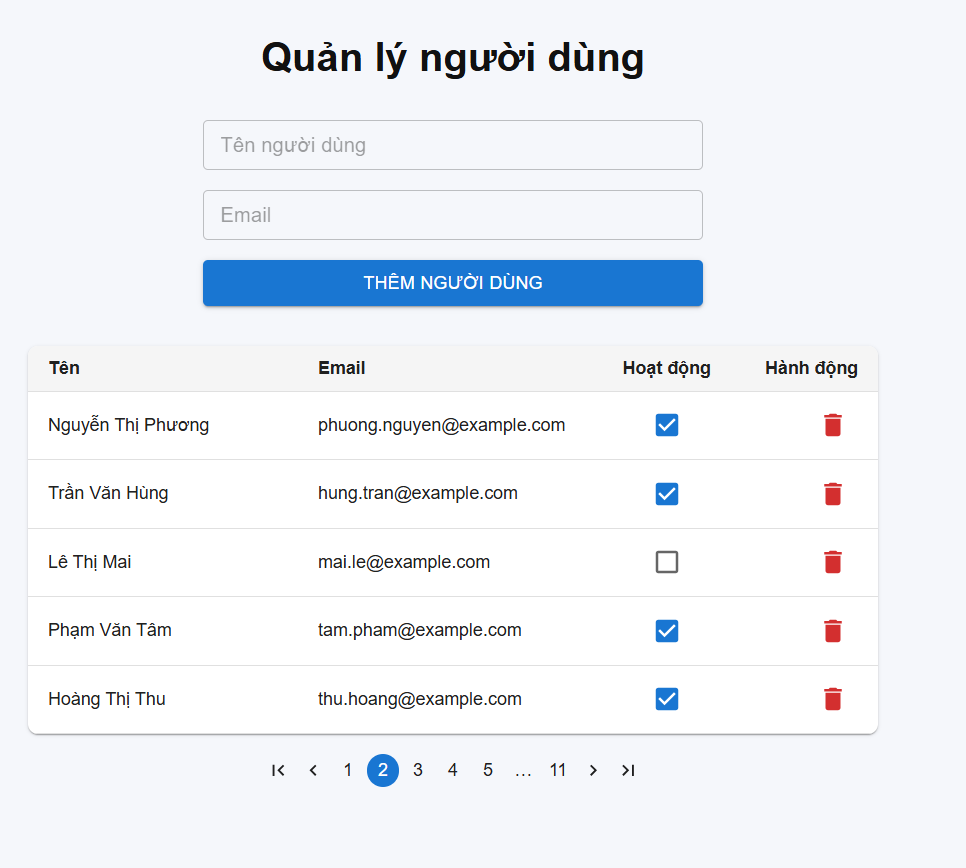 Quản lý người dùng
Tên người dùng
Email
THÊM NGƯỜI DÙNG
Tên Email Hoạt động Hành động
Nguyễn Thị Phương phuong.nguyen@example.com
Trần Văn Hùng hung.tran@example.com
Lê Thị Mai mai.le@example.com
Phạm Văn Tâm tam.pham@example.com
Hoàng Thị Thu thu.hoang@example.com
1 2 3 4 5 … 11